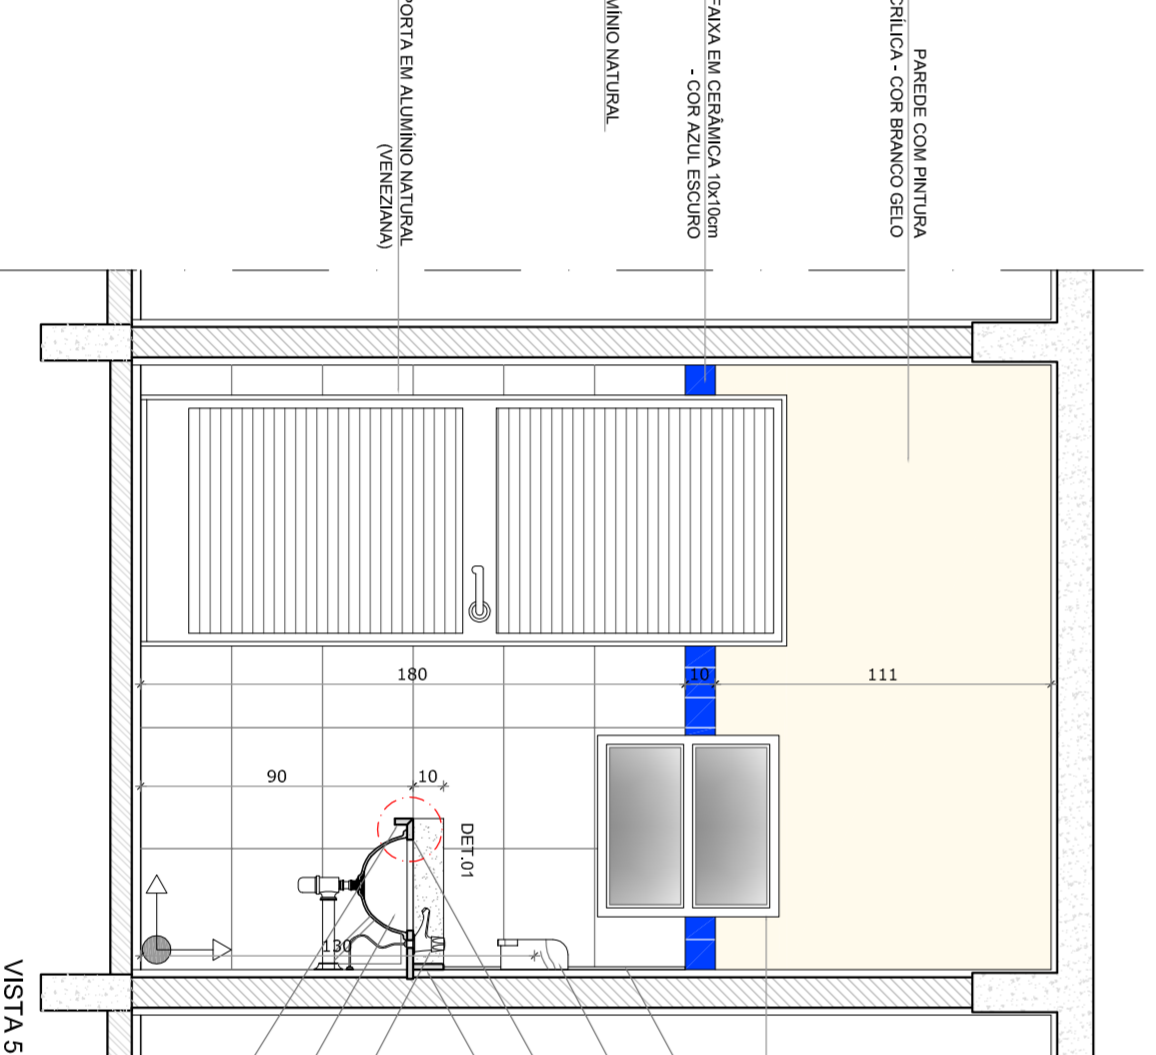 PAREDE COM PINTURA
CRÍLICA - COR BRANCO GELO
FAIXA EM CERÂMICA 10x10cm
- COR AZUL ESCURO
MÍNIO NATURAL
PORTA EM ALUMÍNIO NATURAL
(VENEZIANA)
180
10
111
90
10
DET.01
130
VISTA 5